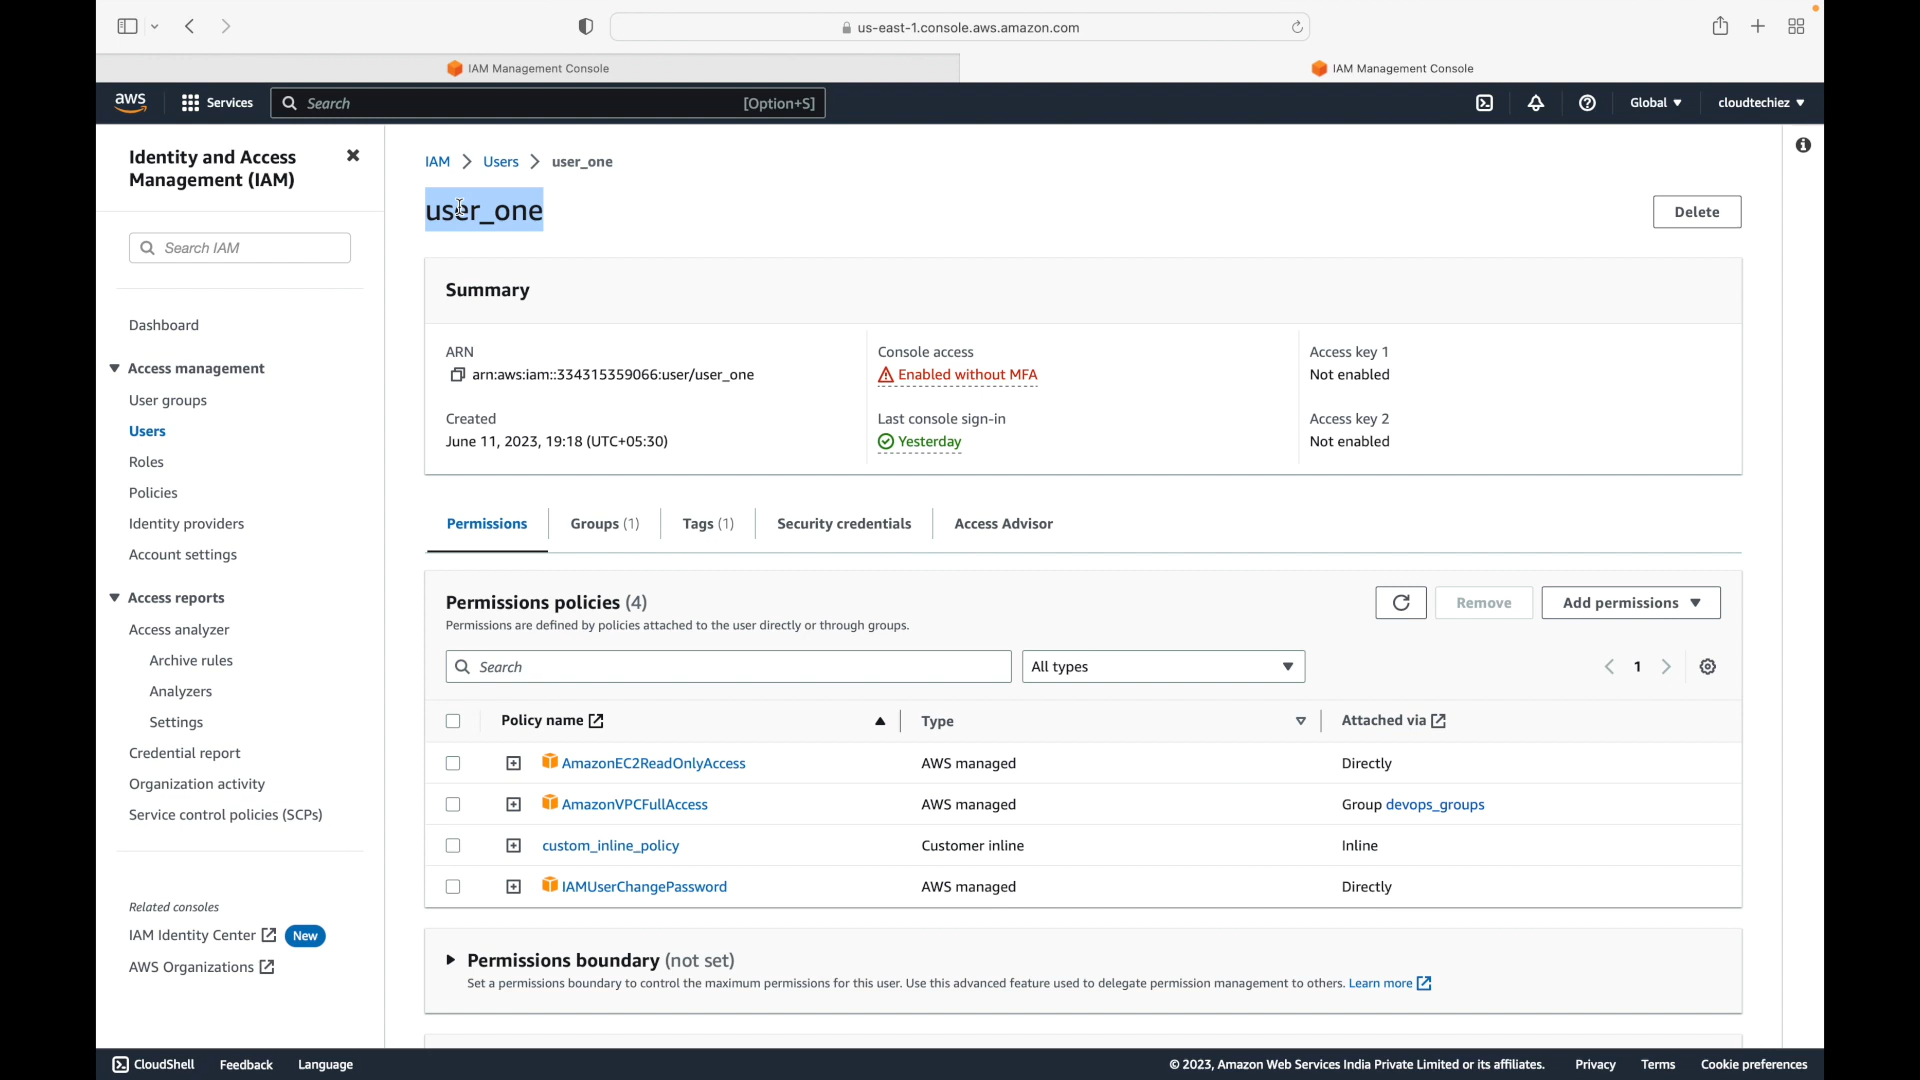 us-east-1.console.aws.amazon.com
IAM Management Console
IAM Management Console
aws
Services
Search
[Option+S]
Global
cloudtechiez
Identity and Access
Management (IAM)
Search IAM
Dashboard
Access management
User groups
Users
Roles
Policies
Identity providers
Account settings
Access reports
Access analyzer
Archive rules
Analyzers
Settings
Credential report
Organization activity
Service control policies (SCPs)
Related consoles
IAM Identity Center New
AWS Organizations
IAM > Users > user_one
user_one
Delete
Summary
ARN
arn:aws:iam::334315359066:user/user_one
Created
June 11, 2023, 19:18 (UTC+05:30)
Console access
Enabled without MFA
Last console sign-in
Yesterday
Access key 1
Not enabled
Access key 2
Not enabled
Permissions
Groups (1)
Tags (1)
Security credentials
Access Advisor
Permissions policies (4)
Permissions are defined by policies attached to the user directly or through groups.
Remove
Add permissions
Search
All types
1
Policy name
Type
Attached via
AmazonEC2ReadOnlyAccess
AWS managed
Directly
AmazonVPCFullAccess
AWS managed
Group devops_groups
custom_inline_policy
Customer inline
Inline
IAMUserChangePassword
AWS managed
Directly
Permissions boundary (not set)
Set a permissions boundary to control the maximum permissions for this user. Use this advanced feature used to delegate permission management to others. Learn more
CloudShell
Feedback
Language
© 2023, Amazon Web Services India Private Limited or its affiliates.
Privacy
Terms
Cookie preferences